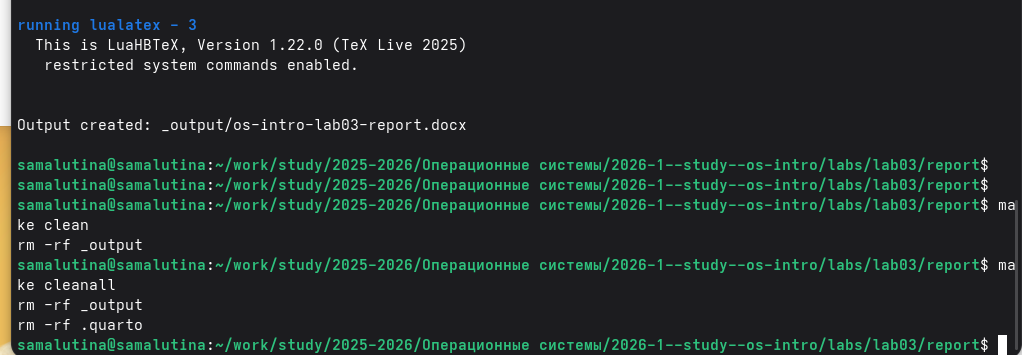 running lualatex - 3
This is LuaHBTeX, Version 1.22.0 (TeX Live 2025)
restricted system commands enabled.
Output created: _output/os-intro-lab03-report.docx
samalutina@samalutina:~/work/study/2025-2026/Операционные системы/2026-1--study--os-intro/labs/lab03/report$
samalutina@samalutina:~/work/study/2025-2026/Операционные системы/2026-1--study--os-intro/labs/lab03/report$
samalutina@samalutina:~/work/study/2025-2026/Операционные системы/2026-1--study--os-intro/labs/lab03/report$ ma
ke clean
rm -rf _output
samalutina@samalutina:~/work/study/2025-2026/Операционные системы/2026-1--study--os-intro/labs/lab03/report$ ma
ke cleanall
rm -rf _output
rm -rf .quarto
samalutina@samalutina:~/work/study/2025-2026/Операционные системы/2026-1--study--os-intro/labs/lab03/report$